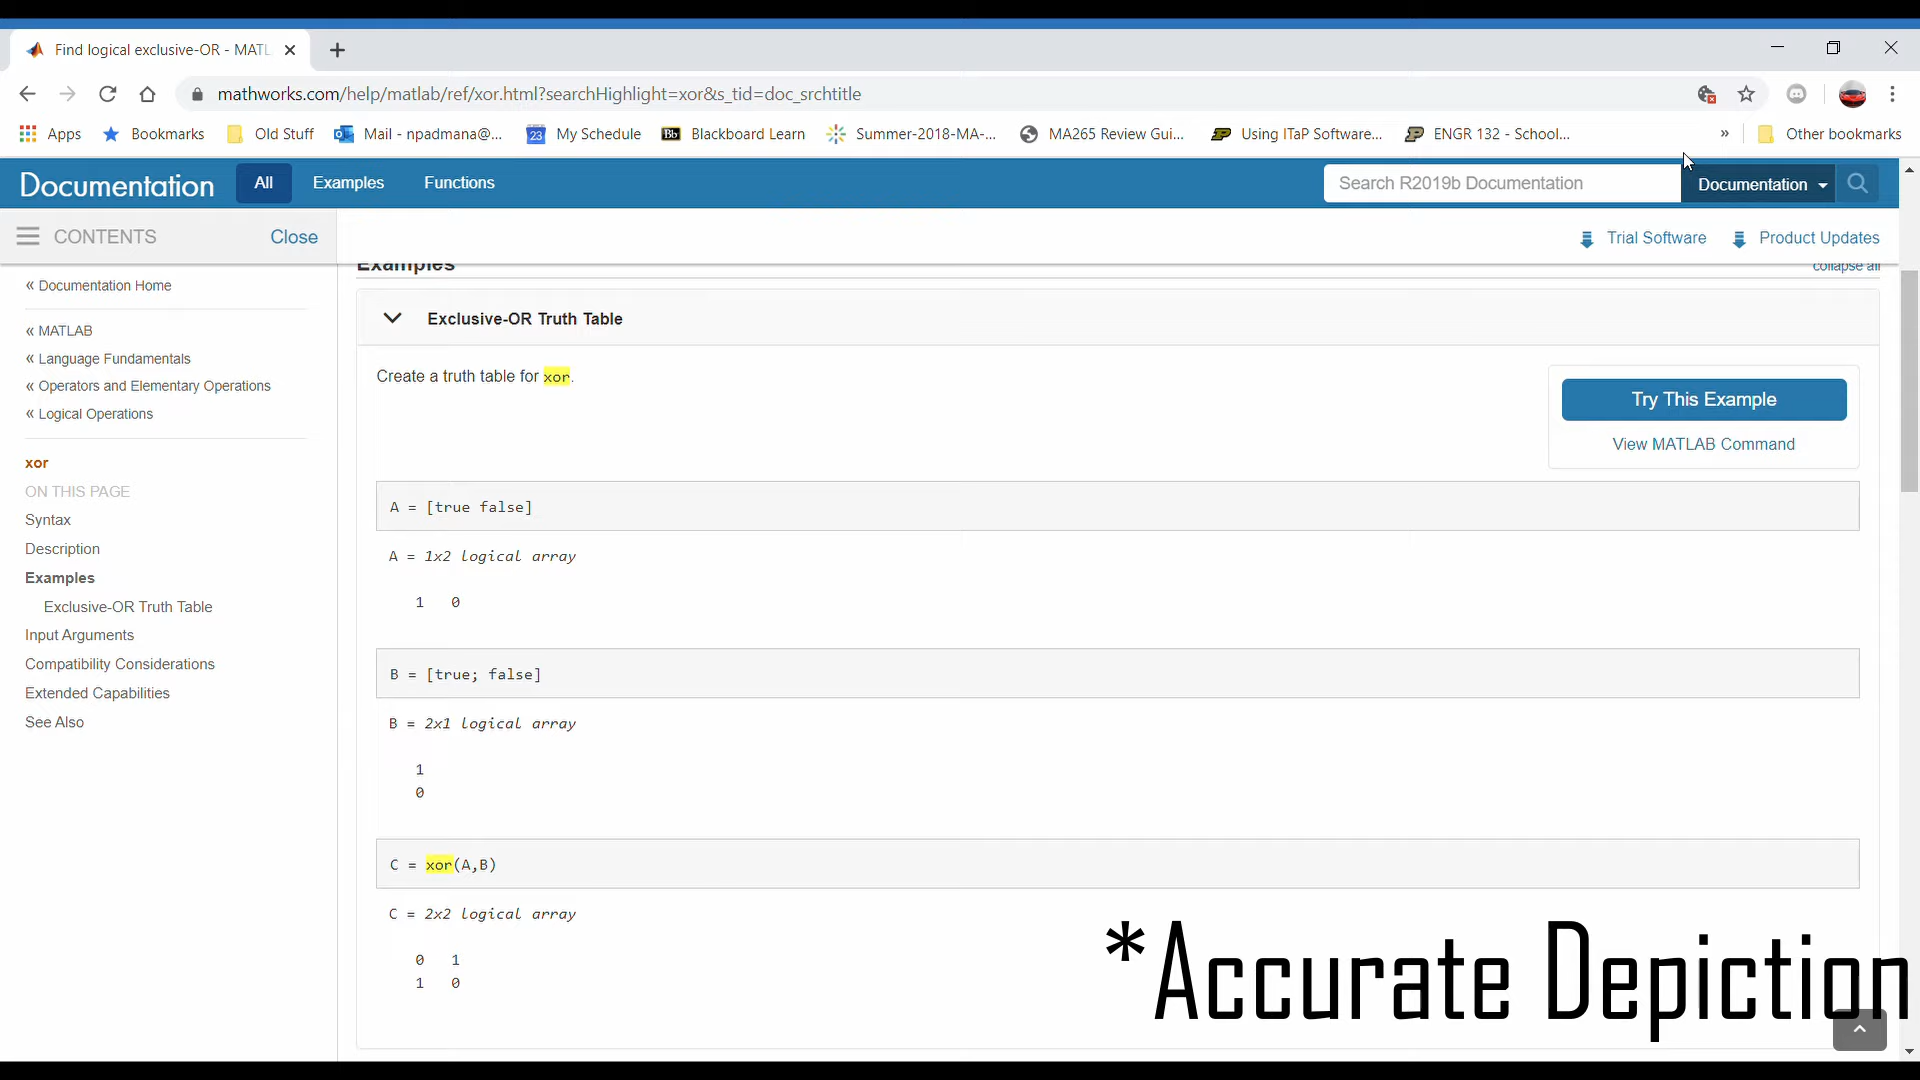 Find logical exclusive-OR - MATL
mathworks.com/help/matlab/ref/xor.html?searchHighlight=xor&s_tid=doc_srchtitle
Apps Bookmarks Old Stuff Mail - npadmana@... 23 My Schedule Bb Blackboard Learn Summer-2018-MA-... MA265 Review Gui... Using ITaP Software... ENGR 132 - School... » Other bookmarks
Documentation All Examples Functions Search R2019b Documentation Documentation
CONTENTS Close Trial Software Product Updates
« Documentation Home
« MATLAB
« Language Fundamentals
« Operators and Elementary Operations
« Logical Operations
xor
ON THIS PAGE
Syntax
Description
Examples
Exclusive-OR Truth Table
Input Arguments
Compatibility Considerations
Extended Capabilities
See Also
Examples collapse all
Exclusive-OR Truth Table
Create a truth table for xor.
Try This Example
View MATLAB Command
A = [true false]
A = 1x2 logical array
1 0
B = [true; false]
B = 2x1 logical array
1
0
C = xor(A,B)
C = 2x2 logical array
0 1
1 0
*Accurate Depiction